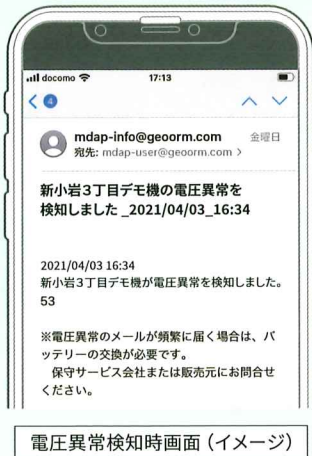 docomo
17:13
6
mdap-info@geoorm.com 金曜日
宛先: mdap-user@geoorm.com >
新小岩3丁目デモ機の電圧異常を
検知しました _2021/04/03_16:34
2021/04/03 16:34
新小岩3丁目デモ機が電圧異常を検知しました。
53
※電圧異常のメールが頻繁に届く場合は、バ
ッテリーの交換が必要です。
保守サービス会社または販売元にお問合せ
ください。
電圧異常検知時画面(イメージ)